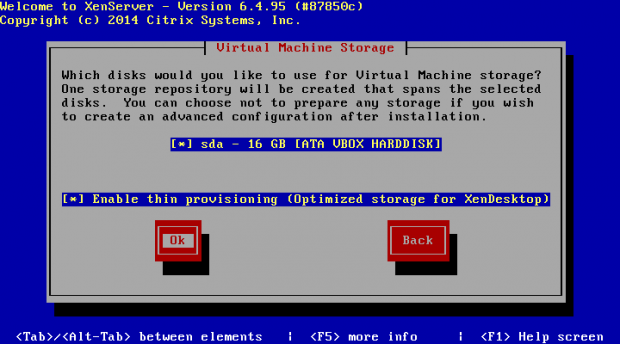 Welcome to XenServer - Version 6.4.95 (#87850c)
Copyright (c) 2014 Citrix Systems, Inc.
Virtual Machine Storage
Which disks would you like to use for Virtual Machine storage?
One storage repository will be created that spans the selected
disks.  You can choose not to prepare any storage if you wish
to create an advanced configuration after installation.
[*] sda - 16 GB [ATA VBOX HARDDISK]
[*] Enable thin provisioning (Optimized storage for XenDesktop)
Ok Back
<Tab>/<Alt-Tab> between elements | <F5> more info | <F1> Help screen